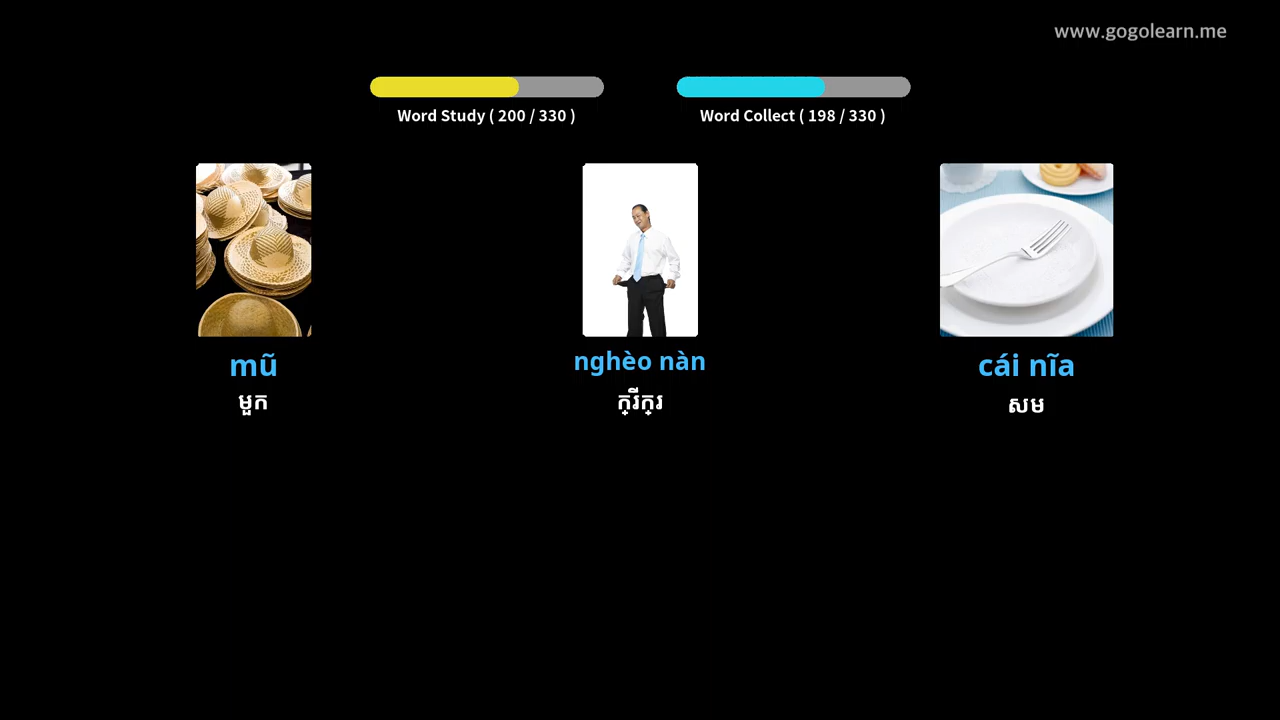 www.gogolearn.me
Word Study ( 200 / 330 )
Word Collect ( 198 / 330 )
mũ
nghèo nàn
cái nĩa
មួក
ក្រីក្រ
សម